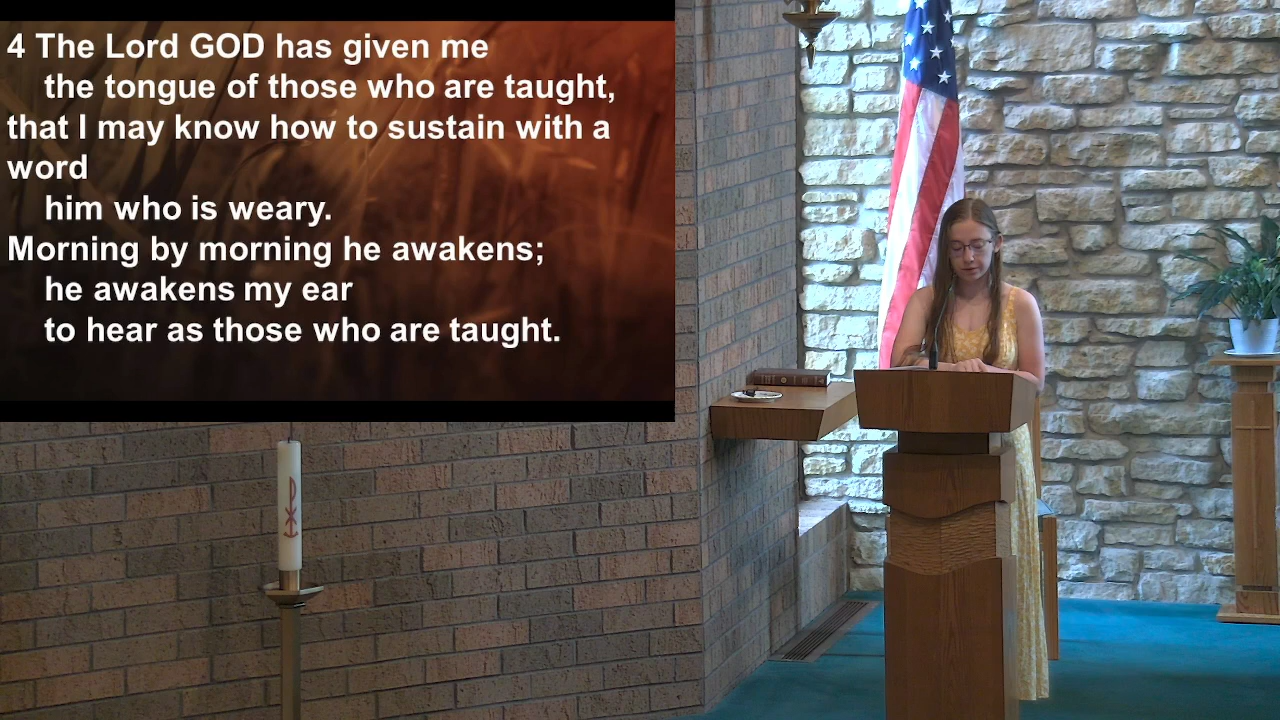 4 The Lord GOD has given me
the tongue of those who are taught,
that I may know how to sustain with a
word
him who is weary.
Morning by morning he awakens;
he awakens my ear
to hear as those who are taught.